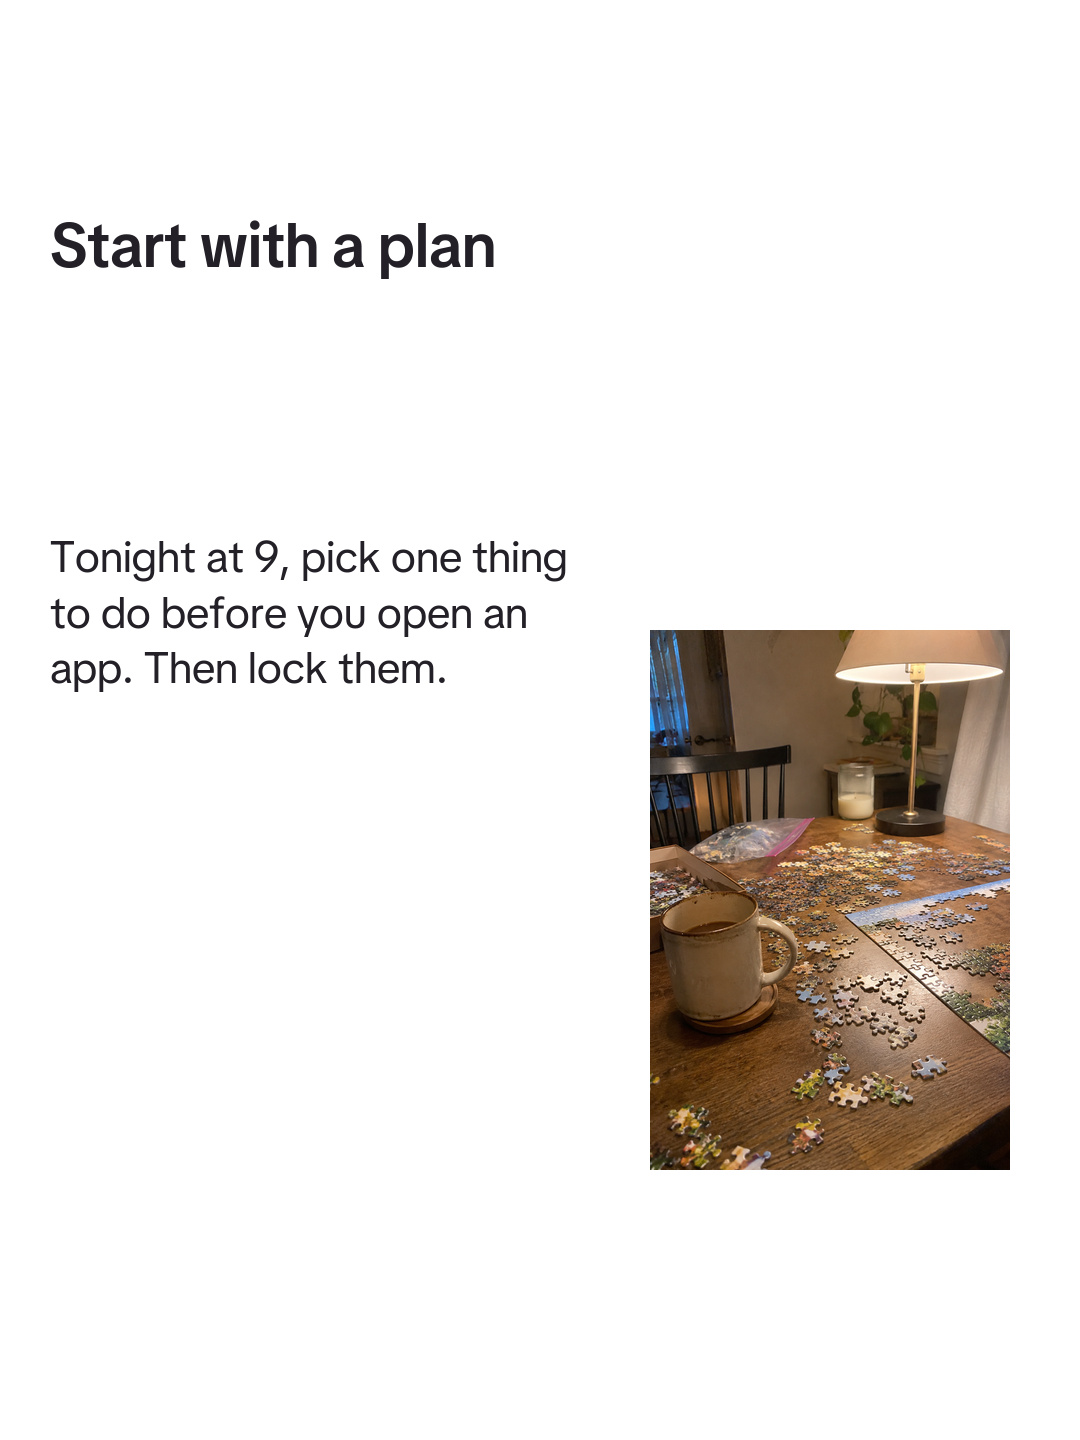 Start with a plan
Tonight at 9, pick one thing
to do before you open an
app. Then lock them.